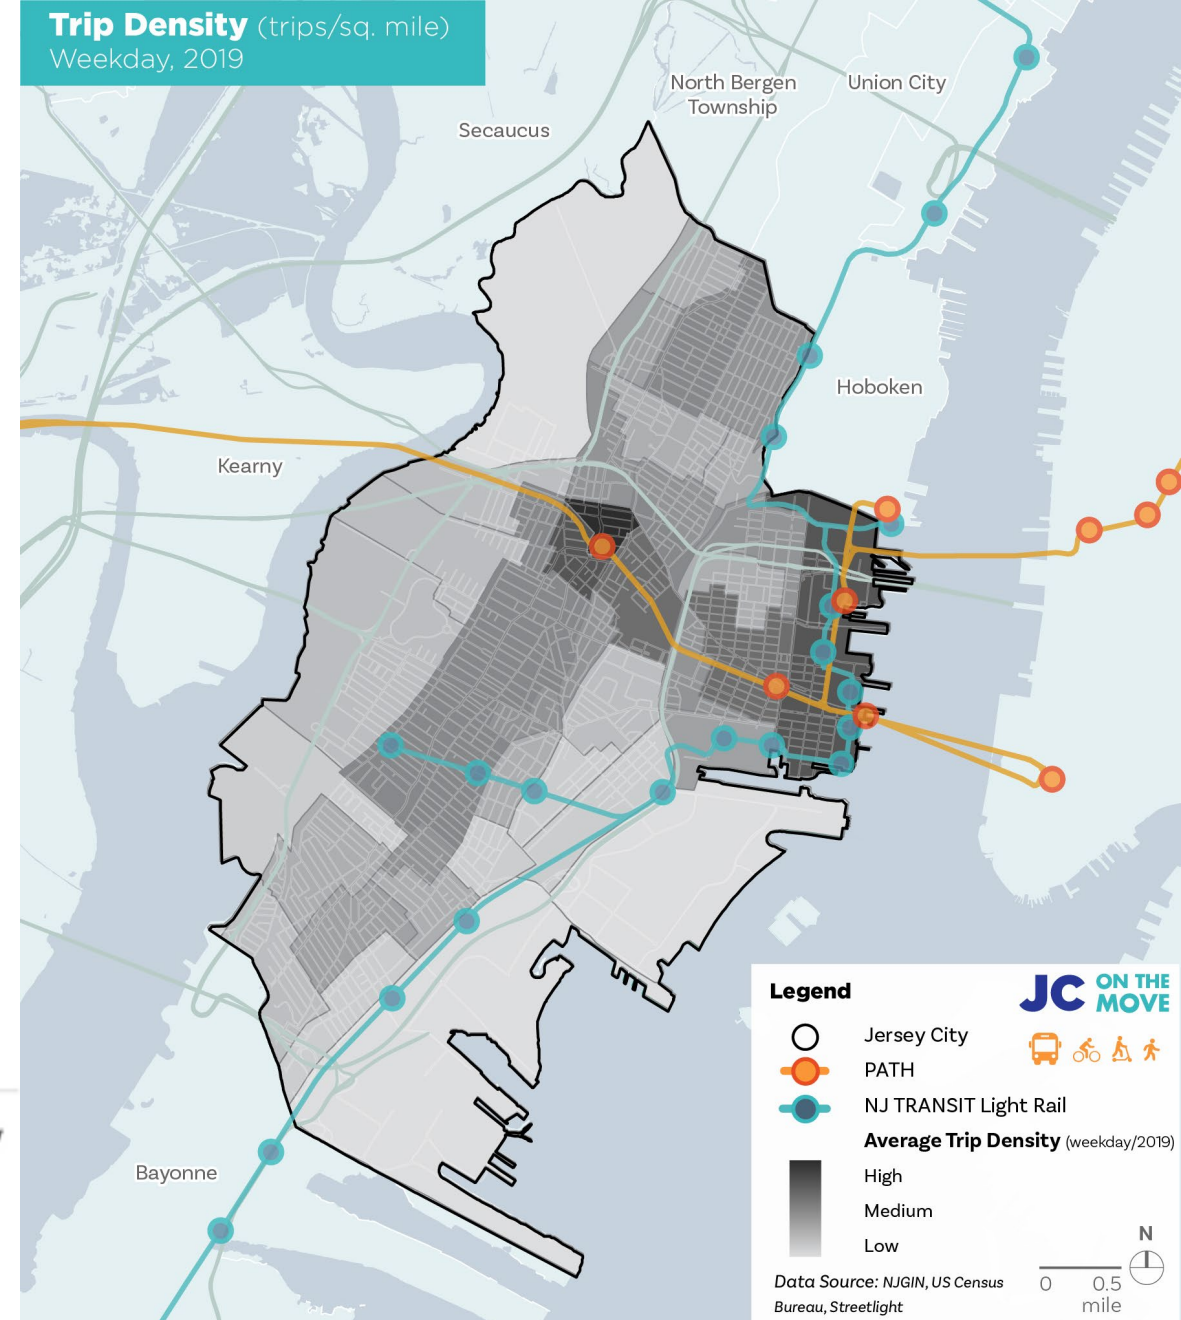 Trip Density (trips/sq. mile)
Weekday, 2019
North Bergen
Township
Union City
Secaucus
Hoboken
Kearny
Bayonne
Legend
JC ON THE
MOVE
Jersey City
PATH
NJ TRANSIT Light Rail
Average Trip Density (weekday/2019)
High
Medium
Low
N
0 0.5
mile
Data Source: NJGIN, US Census
Bureau, Streetlight